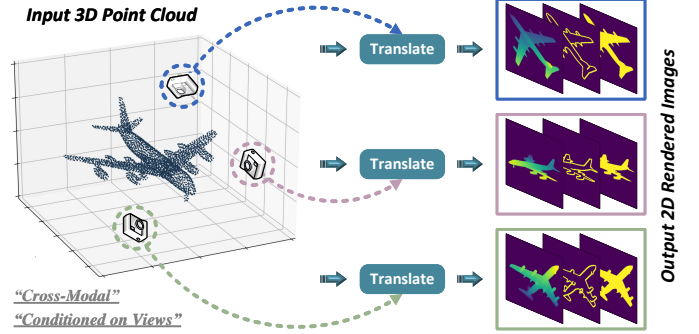 Input 3D Point Cloud
Translate
Translate
Translate
Output 2D Rendered Images
“Cross-Modal”
“Conditioned on Views”